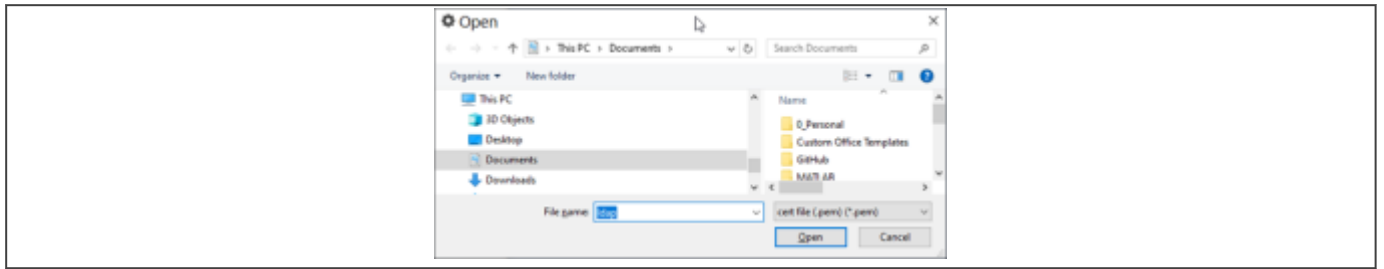 Open
This PC > Documents >
Search Documents
Organize
New folder
This PC
3D Objects
Desktop
Documents
Downloads
Name
0_Personal
Custom Office Templates
GitHub
MATLAB
File name:
ldap
cert file (.pem) (*.pem)
Open
Cancel